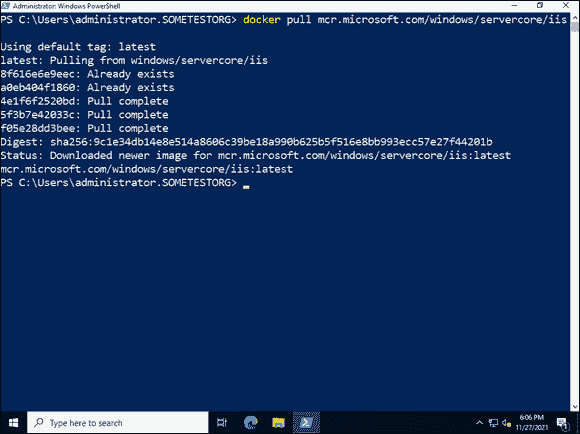 Administrator: Windows PowerShell
PS C:\Users\administrator.SOMETESTORG> docker pull mcr.microsoft.com/windows/servercore/iis
Using default tag: latest
latest: Pulling from windows/servercore/iis
8f616e6e9eec: Already exists
a0eb404f1860: Already exists
4e1f6f2520bd: Pull complete
5f3b7e42033c: Pull complete
f05e28dd3bee: Pull complete
Digest: sha256:9c1e34db14e8e514a8606c39be18a990b625b5f516e8bb993ecc57e27f44201b
Status: Downloaded newer image for mcr.microsoft.com/windows/servercore/iis:latest
mcr.microsoft.com/windows/servercore/iis:latest
PS C:\Users\administrator.SOMETESTORG>
Type here to search
6:06 PM
11/27/2021
1